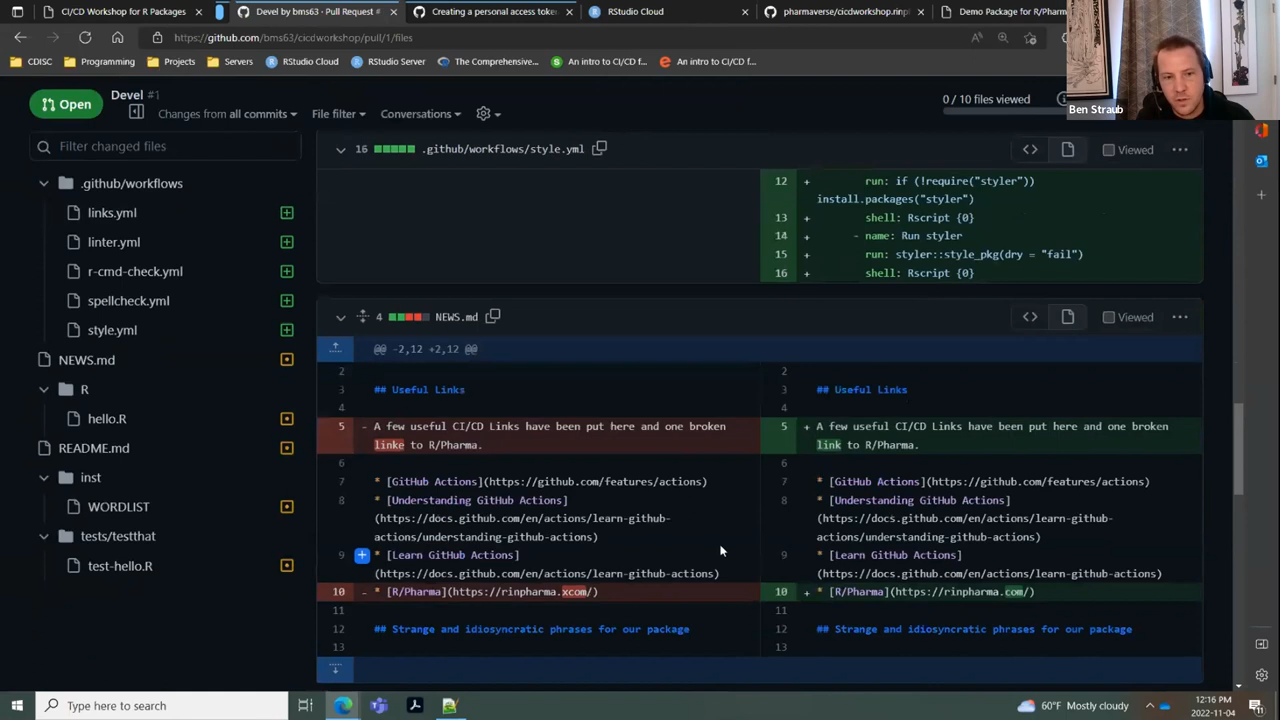 CI/CD Workshop for R Packages
Devel by bms63 · Pull Request #
Creating a personal access toke
RStudio Cloud
pharmaverse/cicdworkshop.rinp
Demo Package for R/Pharma
https://github.com/bms63/cicdworkshop/pull/1/files
CDISC
Programming
Projects
Servers
RStudio Cloud
RStudio Server
The Comprehensive...
An intro to CI/CD f...
An intro to CI/CD f...
Ben Straub
Open
Devel #1
Changes from all commits
File filter
Conversations
0 / 10 files viewed
Filter changed files
.github/workflows
links.yml
linter.yml
r-cmd-check.yml
spellcheck.yml
style.yml
NEWS.md
R
hello.R
README.md
inst
WORDLIST
tests/testthat
test-hello.R
16 .github/workflows/style.yml
Viewed
12 + run: if (!require("styler"))
install.packages("styler")
13 + shell: Rscript {0}
14 + - name: Run styler
15 + run: styler::style_pkg(dry = "fail")
16 + shell: Rscript {0}
4 NEWS.md
Viewed
@@ -2,12 +2,12 @@
2
3 ## Useful Links
4
5 - A few useful CI/CD Links have been put here and one broken
linke to R/Pharma.
6
7 * [GitHub Actions](https://github.com/features/actions)
8 * [Understanding GitHub Actions]
(https://docs.github.com/en/actions/learn-github-
actions/understanding-github-actions)
9 * [Learn GitHub Actions]
(https://docs.github.com/en/actions/learn-github-actions)
10 - * [R/Pharma](https://rinpharma.xcom/)
11
12 ## Strange and idiosyncratic phrases for our package
13
2
3 ## Useful Links
4
5 + A few useful CI/CD Links have been put here and one broken
link to R/Pharma.
6
7 * [GitHub Actions](https://github.com/features/actions)
8 * [Understanding GitHub Actions]
(https://docs.github.com/en/actions/learn-github-
actions/understanding-github-actions)
9 * [Learn GitHub Actions]
(https://docs.github.com/en/actions/learn-github-actions)
10 + * [R/Pharma](https://rinpharma.com/)
11
12 ## Strange and idiosyncratic phrases for our package
13
Type here to search
60°F Mostly cloudy
12:16 PM
2022-11-04
11